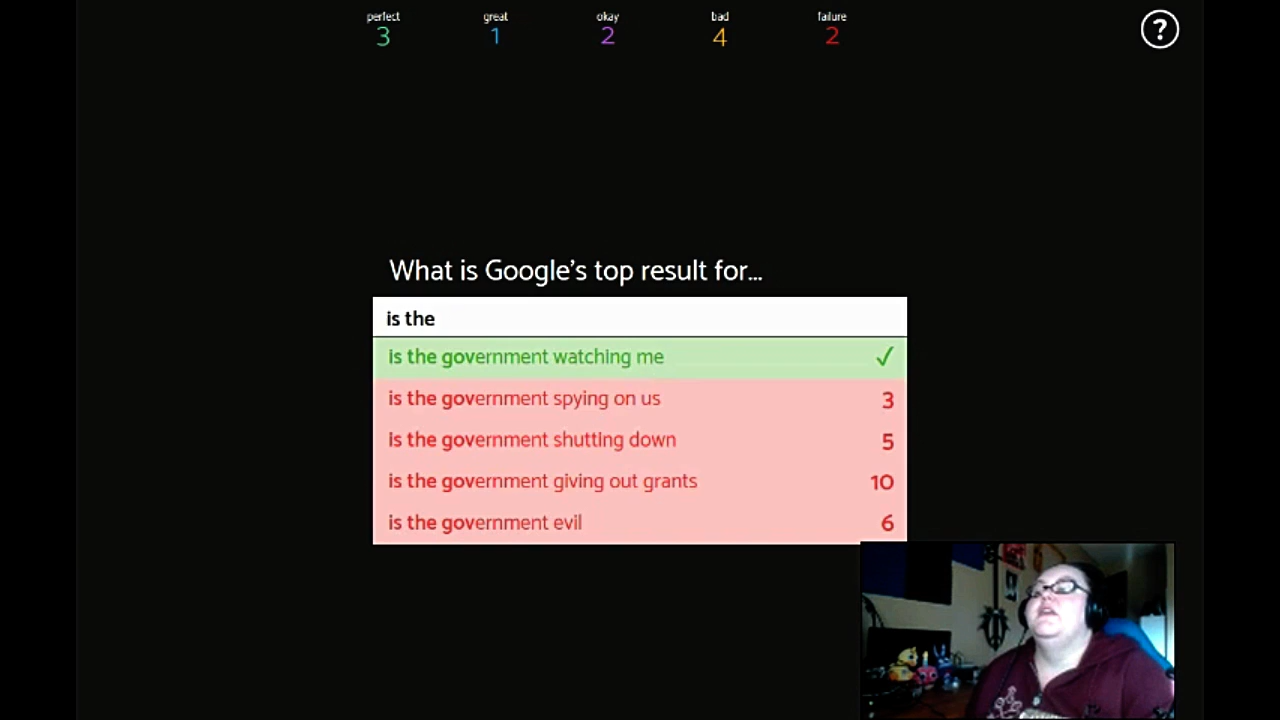 perfect great okay bad failure
3 1 2 4 2
?
What is Google's top result for...
is the
is the government watching me ✓
is the government spying on us 3
is the government shutting down 5
is the government giving out grants 10
is the government evil 6